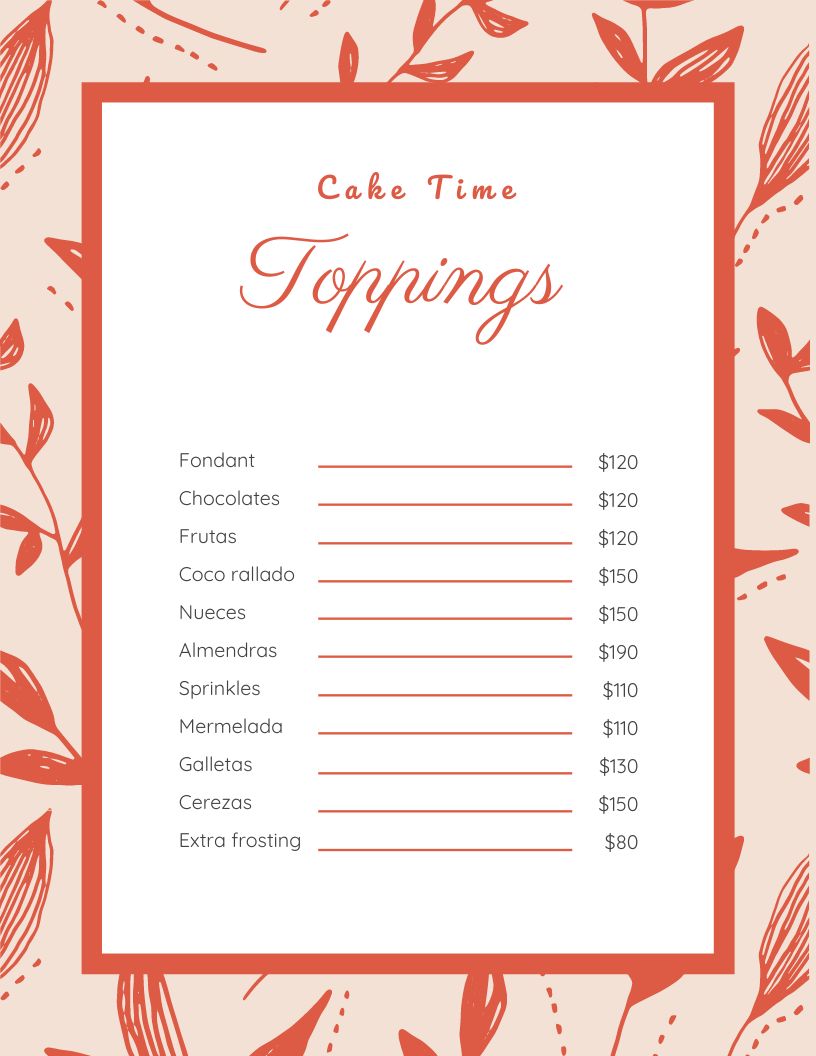 Cake Time
Toppings
Fondant $120
Chocolates $120
Frutas $120
Coco rallado $150
Nueces $150
Almendras $190
Sprinkles $110
Mermelada $110
Galletas $130
Cerezas $150
Extra frosting $80